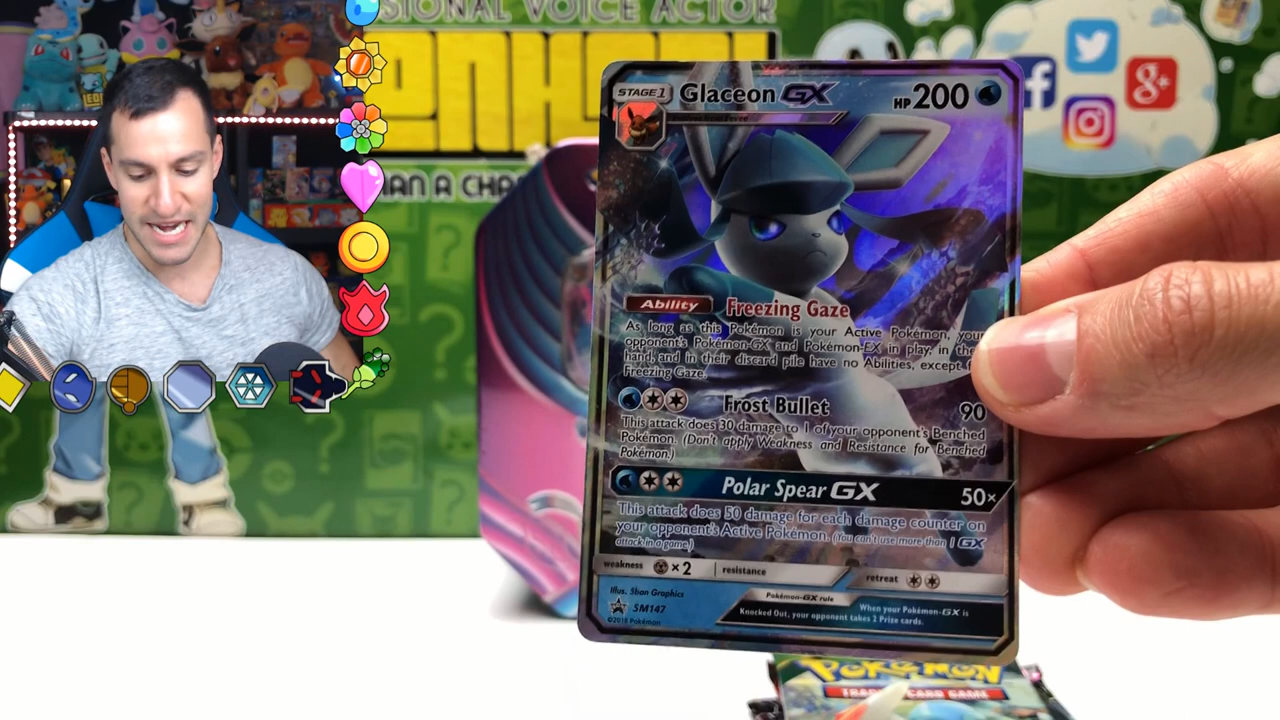 SIONAL VOICE ACTOR
AN A CHA
STAGE 1
Glaceon GX
HP 200
Ability Freezing Gaze
As long as this Pokémon is your Active Pokémon, your
opponent's Pokémon-GX and Pokémon-EX in play, in the
hand, and in their discard pile have no Abilities, except
Freezing Gaze.
Frost Bullet 90
This attack does 30 damage to 1 of your opponent's Benched
Pokémon. (Don't apply Weakness and Resistance for Benched
Pokémon.)
Polar Spear GX 50×
This attack does 50 damage for each damage counter on
your opponent's Active Pokémon. (You can't use more than 1 GX
attack in a game.)
weakness ×2 resistance retreat
Illus. 5ban Graphics
SM147
©2018 Pokémon
Pokémon-GX rule
When your Pokémon-GX is
Knocked Out, your opponent takes 2 Prize cards.
POKéMON
TRADING CARD GAME